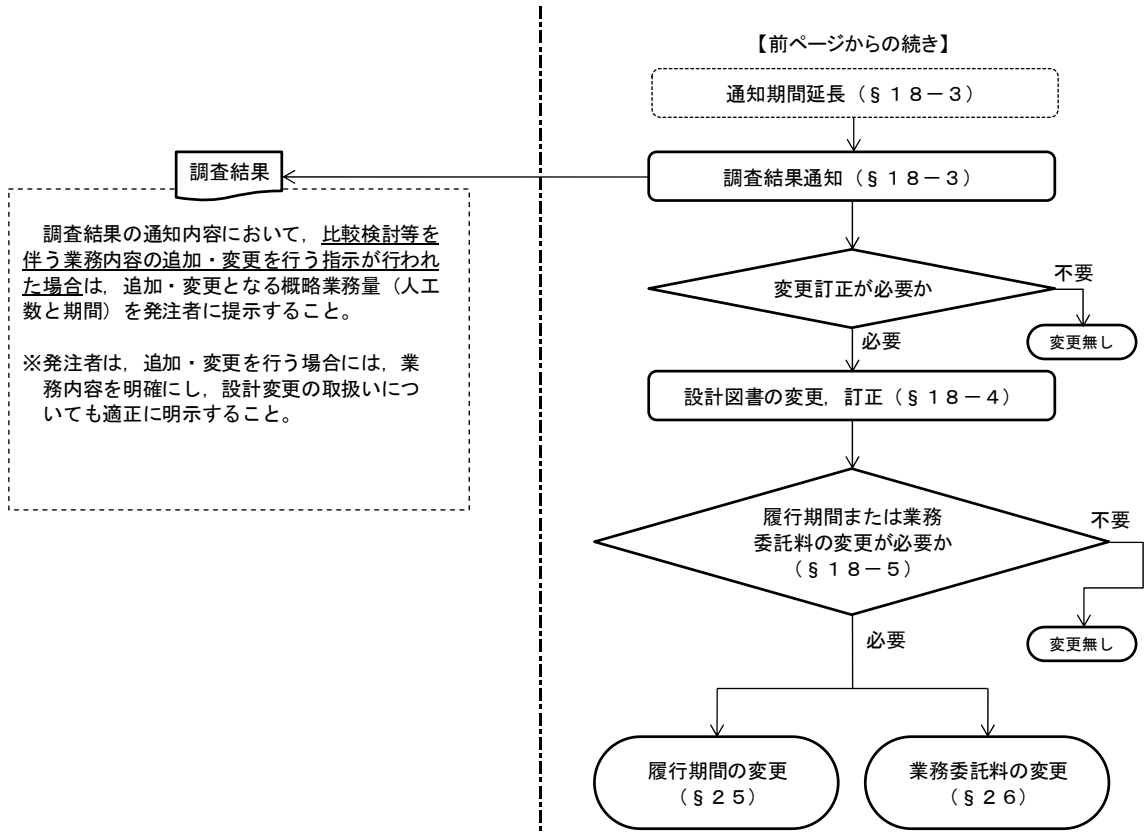 【前ページからの続き】
通知期間延長（§１８－３）
調査結果
調査結果通知（§１８－３）
調査結果の通知内容において，比較検討等を
伴う業務内容の追加・変更を行う指示が行われ
た場合は，追加・変更となる概略業務量（人工
数と期間）を発注者に提示すること。
※発注者は，追加・変更を行う場合には，業
務内容を明確にし，設計変更の取扱いにつ
いても適正に明示すること。
変更訂正が必要か
不要
変更無し
必要
設計図書の変更，訂正（§１８－４）
履行期間または業務
委託料の変更が必要か
（§１８－５）
不要
変更無し
必要
履行期間の変更
（§２５）
業務委託料の変更
（§２６）